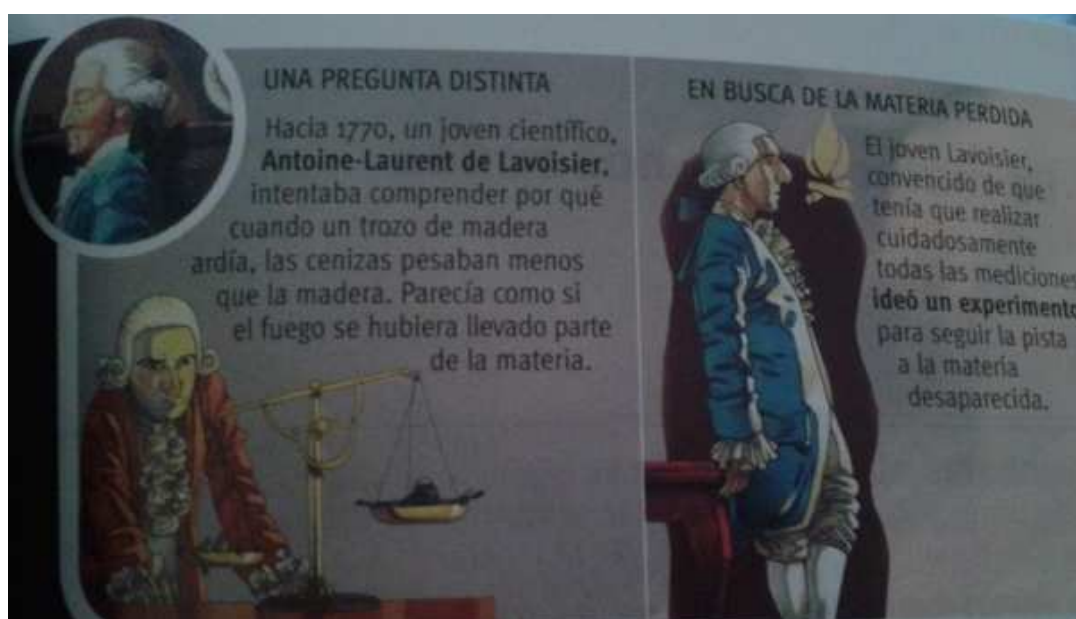 UNA PREGUNTA DISTINTA
Hacia 1770, un joven científico,
Antoine-Laurent de Lavoisier,
intentaba comprender por qué
cuando un trozo de madera
ardía, las cenizas pesaban menos
que la madera. Parecía como si
el fuego se hubiera llevado parte
de la materia.
EN BUSCA DE LA MATERIA PERDIDA
El joven Lavoisier,
convencido de que
tenía que realizar
cuidadosamente
todas las mediciones
ideó un experimento
para seguir la pista
a la materia
desaparecida.